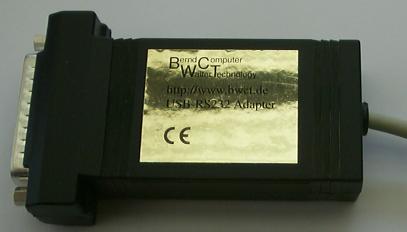 Bernd Computer
Walter Technology
http://www.bwct.de
USB-RS232 Adapter
CE